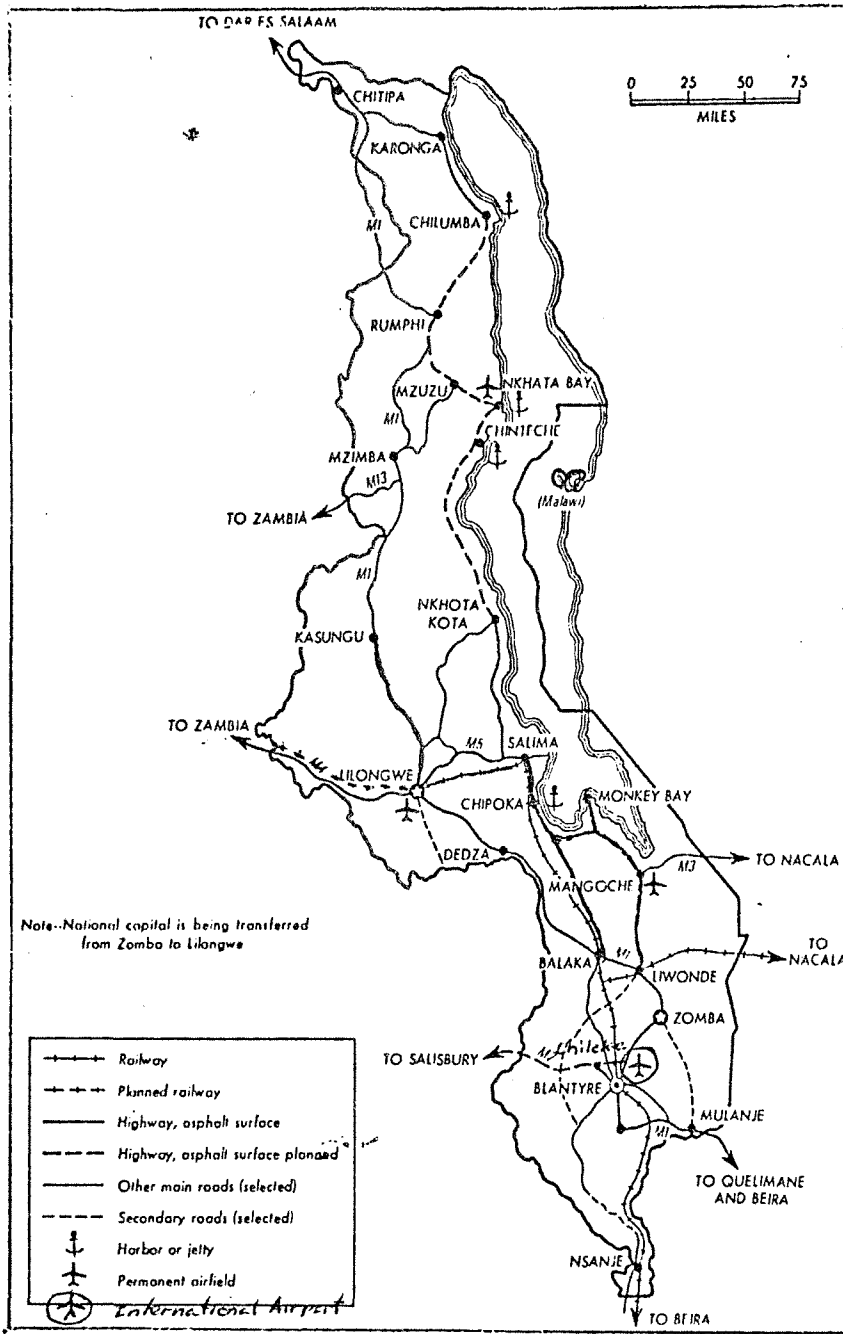 TO DAR ES SALAAM
CHITIPA
0 25 50 75
MILES
KARONGA
M1
CHILUMBA
RUMPHI
MZUZU
NKHATA BAY
M1
CHINTECHE
MZIMBA
M13
(Malawi)
TO ZAMBIA
M1
NKHOTA
KOTA
KASUNGU
TO ZAMBIA
M5
SALIMA
LILONGWE
CHIPOKA
MONKEY BAY
DEDZA
M3
TO NACALA
MANGOCHE
Note--National capital is being transferred
from Zomba to Lilongwe
BALAKA
M1
LIWONDE
TO
NACALA
ZOMBA
TO SALISBURY
Chileka
BLANTYRE
MULANJE
M1
TO QUELIMANE
AND BEIRA
NSANJE
TO BEIRA
Railway
Planned railway
Highway, asphalt surface
Highway, asphalt surface planned
Other main roads (selected)
Secondary roads (selected)
Harbor or jetty
Permanent airfield
International Airport